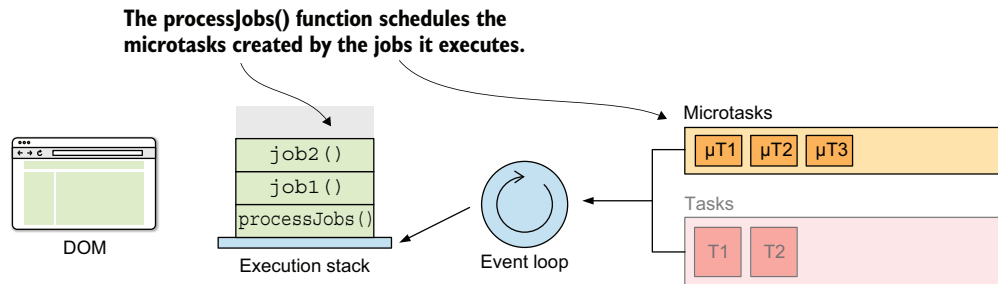 The processJobs() function schedules the
microtasks created by the jobs it executes.
Microtasks
µT1 µT2 µT3
job2()
job1()
processJobs()
Tasks
T1 T2
DOM
Execution stack
Event loop